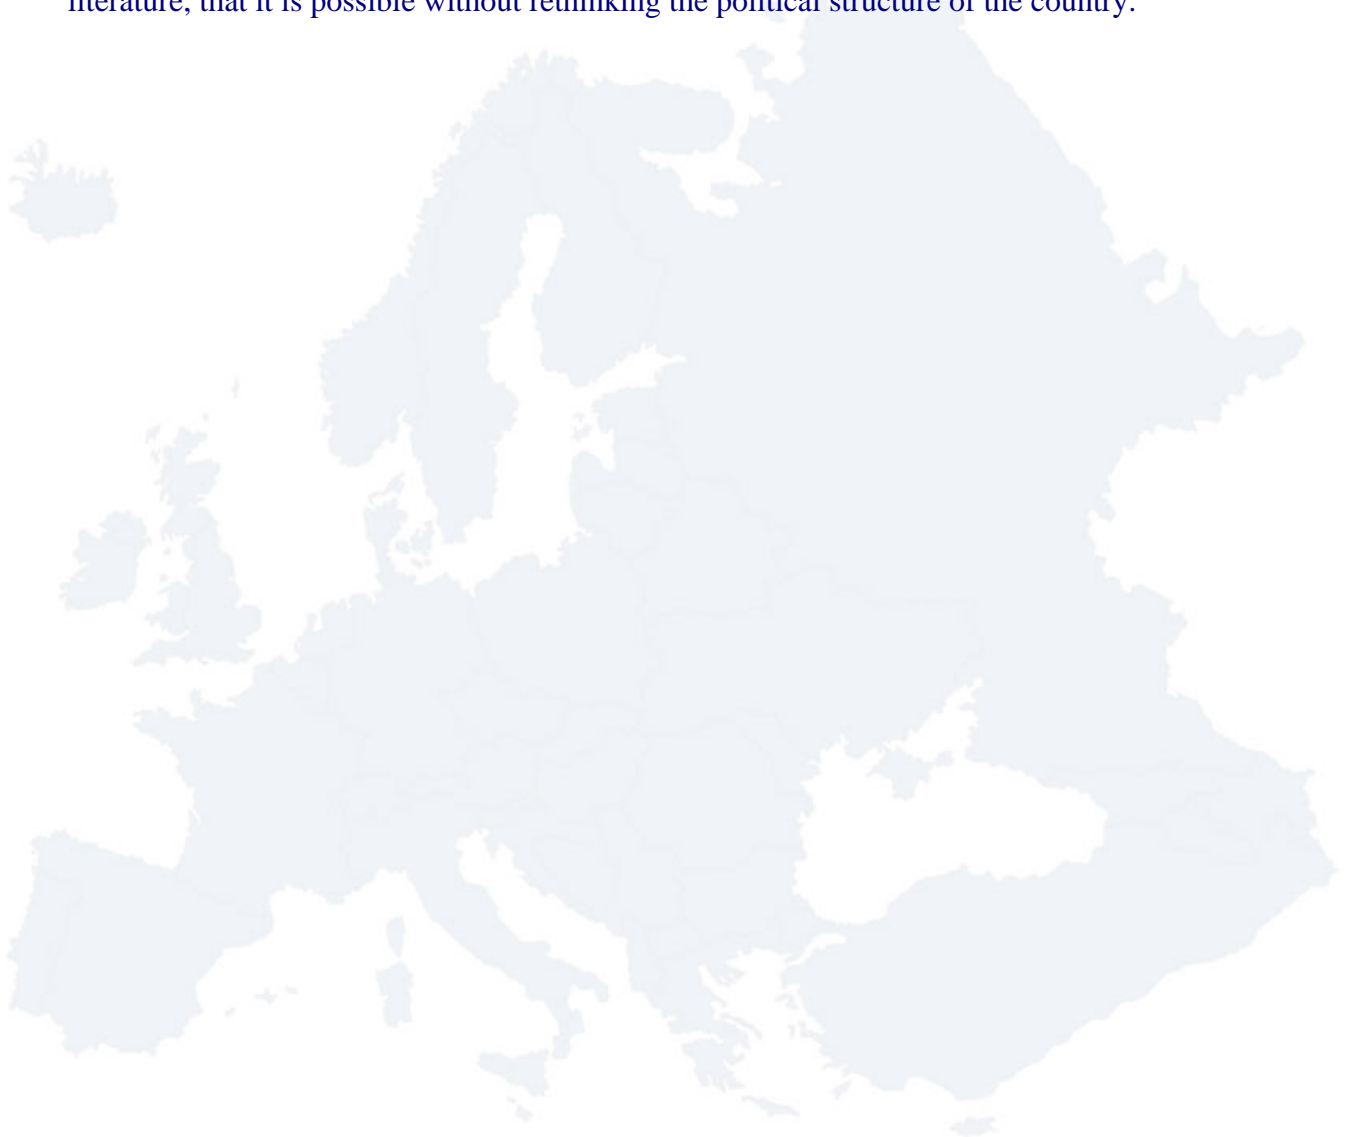 literature, that it is possible without rethinking the political structure of the country.